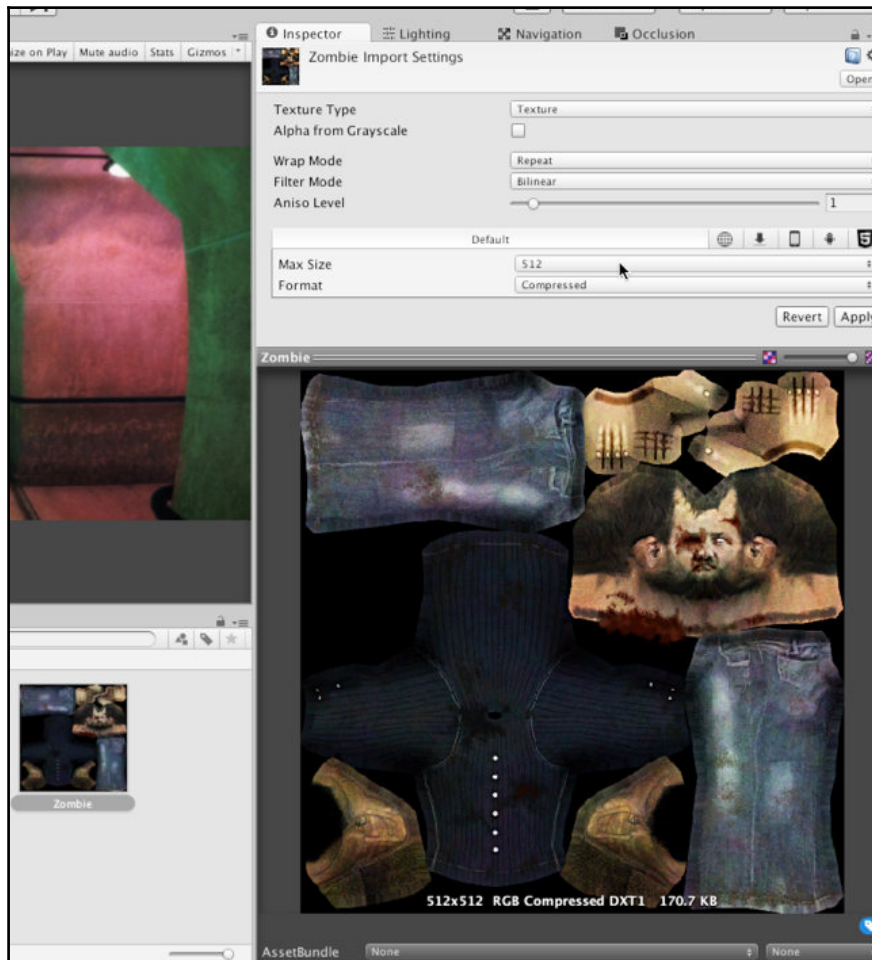 Inspector Lighting Navigation Occlusion
ize on Play Mute audio Stats Gizmos
Zombie Import Settings
Open
Texture Type Texture
Alpha from Grayscale
Wrap Mode Repeat
Filter Mode Bilinear
Aniso Level 1
Default
Max Size 512
Format Compressed
Revert Apply
Zombie
Zombie
512x512 RGB Compressed DXT1 170.7 KB
AssetBundle None None